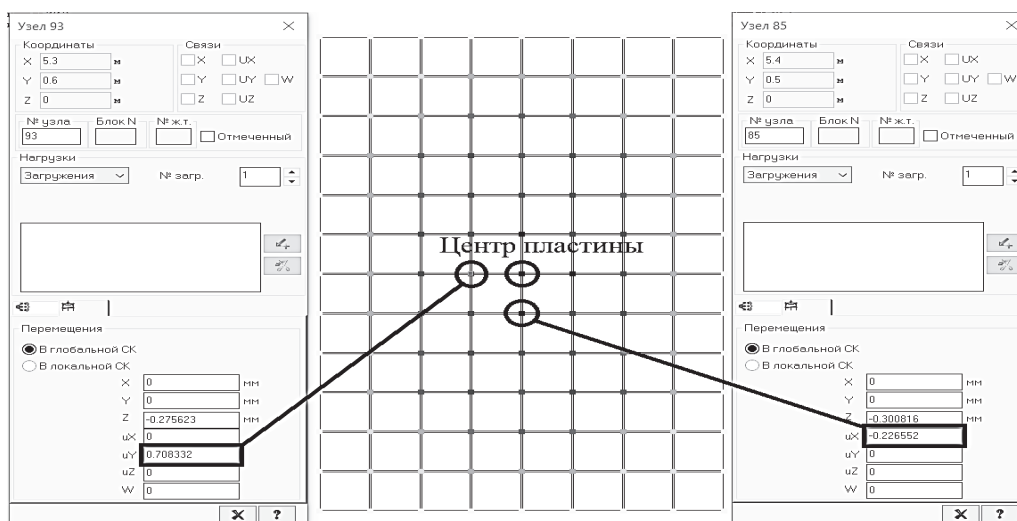 Узел 93
Координаты
Связи
X 5.3 м
X UX
Y 0.6 м
Y UY W
Z 0 м
Z UZ
№ узла Блок N № ж.т.
93
Отмеченный
Нагрузки
Загружения № загр. 1
Перемещения
В глобальной СК
В локальной СК
X 0 мм
Y 0 мм
Z -0.275623 мм
uX 0
uY 0.708332
uZ 0
W 0
?
Центр пластины
Узел 85
Координаты
Связи
X 5.4 м
X UX
Y 0.5 м
Y UY W
Z 0 м
Z UZ
№ узла Блок N № ж.т.
85
Отмеченный
Нагрузки
Загружения № загр. 1
Перемещения
В глобальной СК
В локальной СК
X 0 мм
Y 0 мм
Z -0.300816 мм
uX -0.226552
uY 0
uZ 0
W 0
?